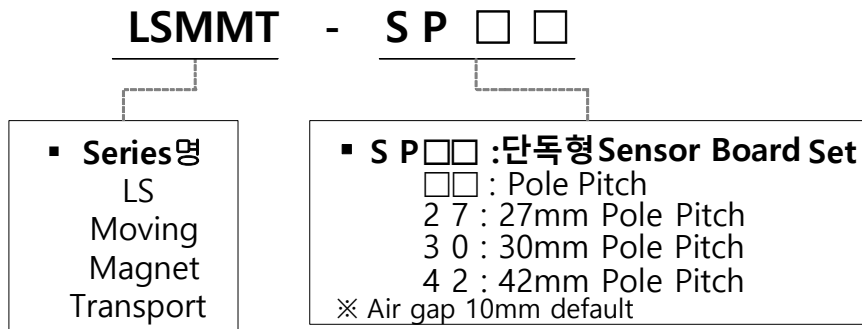 LSMMT - S P □ □
▪ Series명
LS
Moving
Magnet
Transport
▪ S P□□ :단독형Sensor Board Set
□□ : Pole Pitch
2 7 : 27mm Pole Pitch
3 0 : 30mm Pole Pitch
4 2 : 42mm Pole Pitch
※ Air gap 10mm default